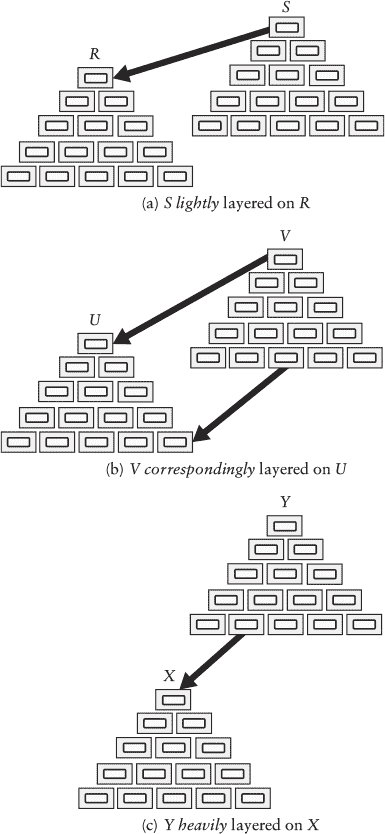 S
R
(a) S lightly layered on R
V
U
(b) V correspondingly layered on U
Y
X
(c) Y heavily layered on X